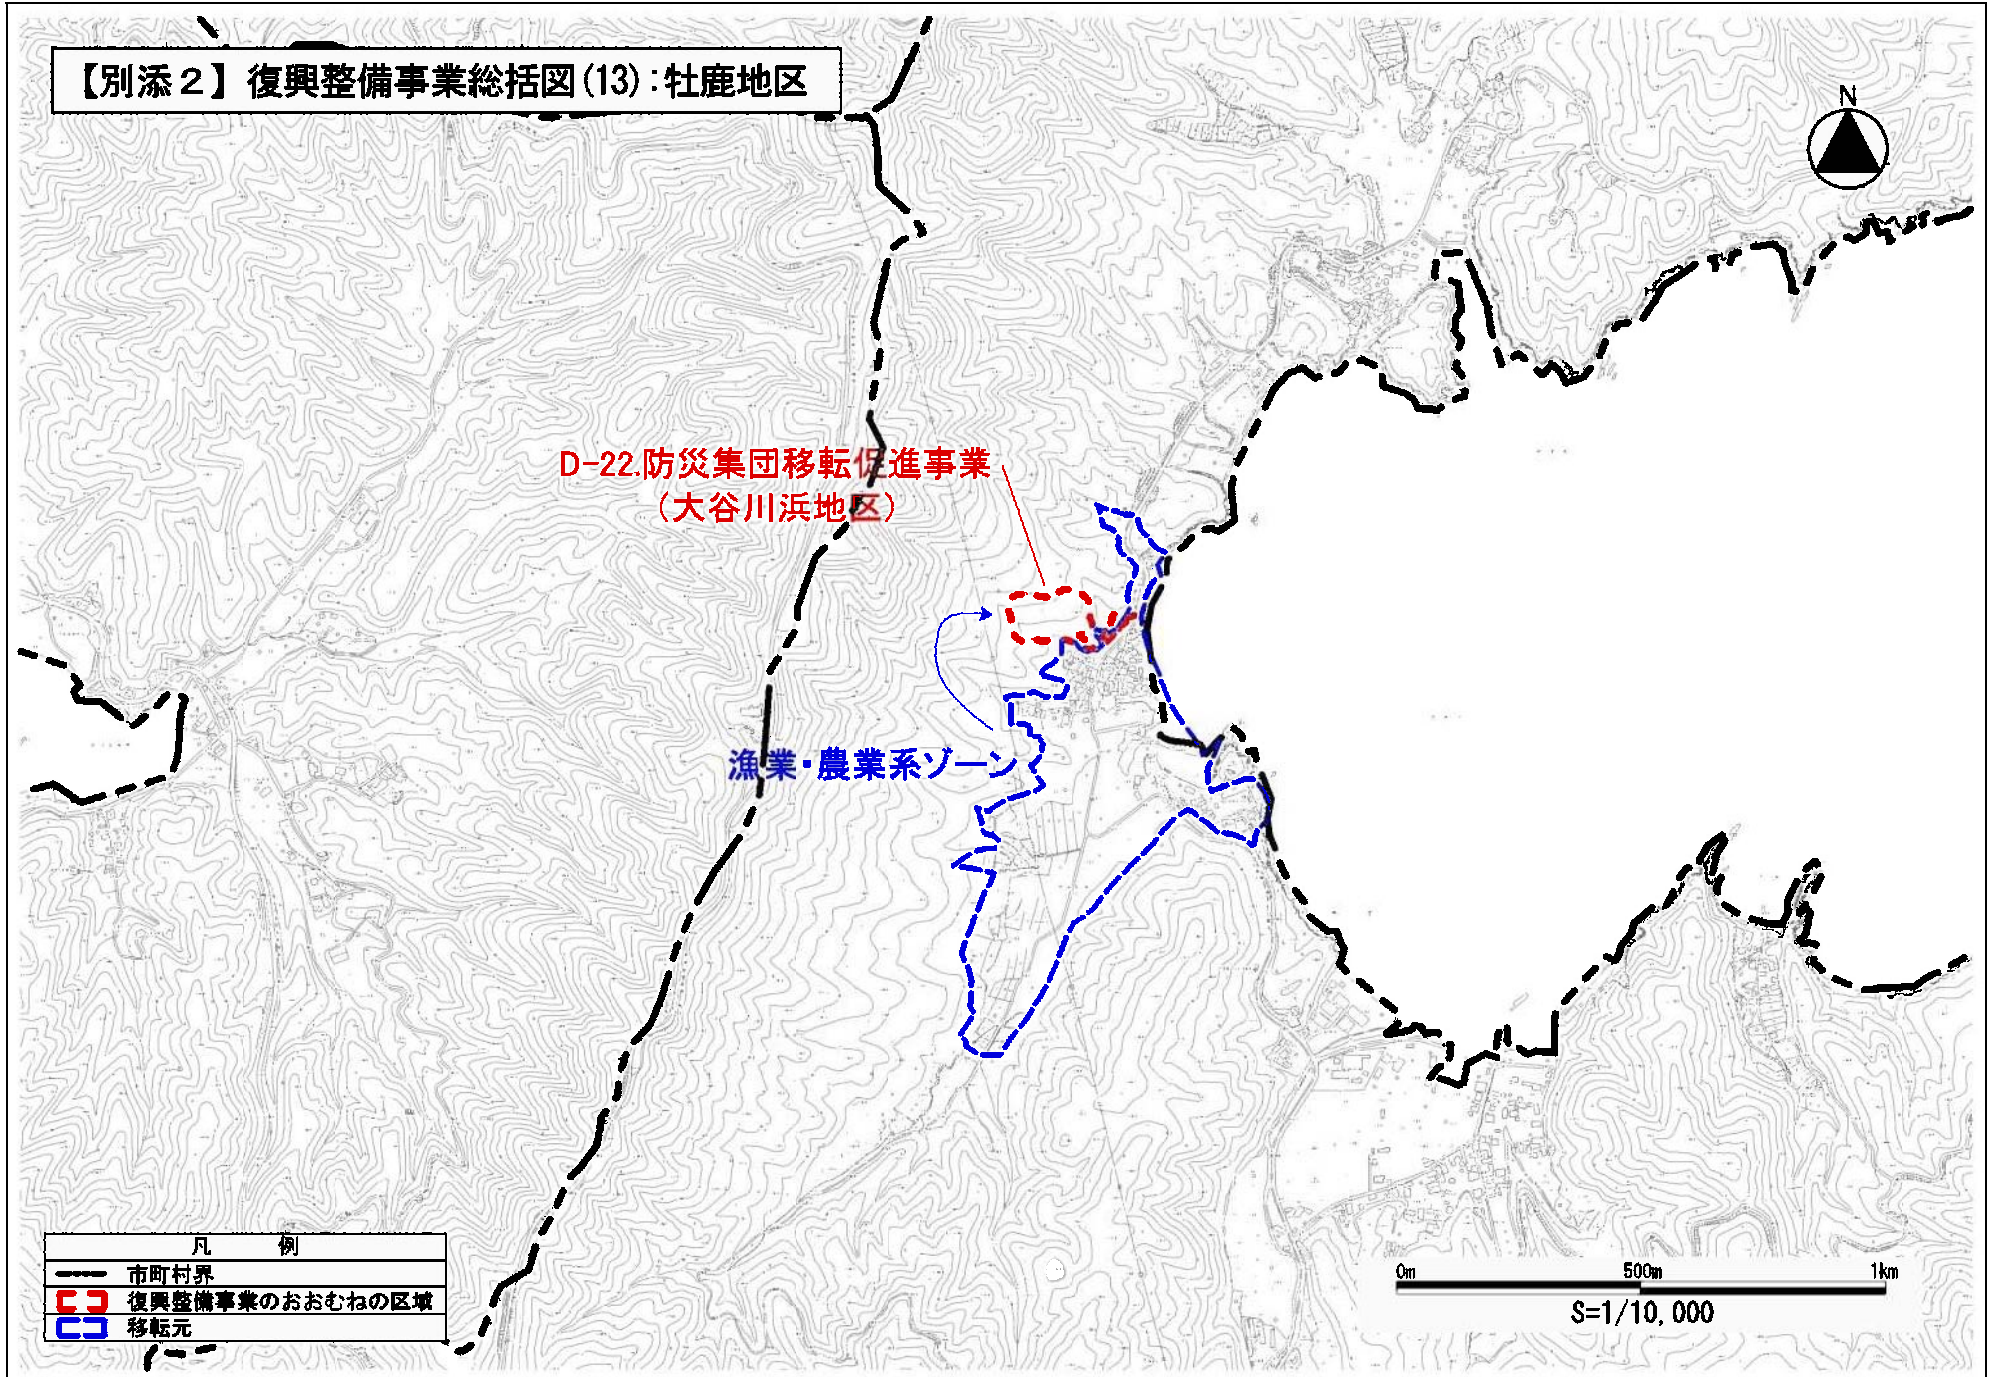 【別添2】復興整備事業総括図(13):牡鹿地区
N
D-22.防災集団移転促進事業
(大谷川浜地区)
漁業・農業系ゾーン
凡 例
市町村界
復興整備事業のおおむねの区域
移転元
0m 500m 1km
S=1/10,000